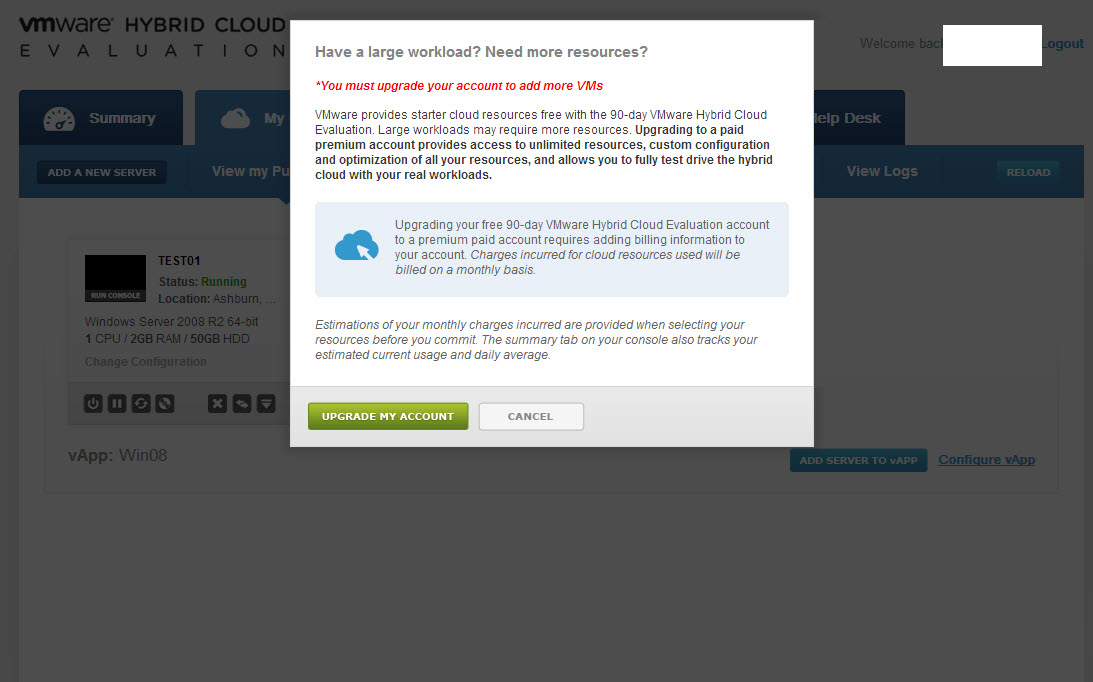 vmware HYBRID CLOUD
EVALUATION
Welcome back
Logout
Summary
My
Help Desk
ADD A NEW SERVER
View my Pu
View Logs
RELOAD
Have a large workload? Need more resources?
*You must upgrade your account to add more VMs
VMware provides starter cloud resources free with the 90-day VMware Hybrid Cloud
Evaluation. Large workloads may require more resources. Upgrading to a paid
premium account provides access to unlimited resources, custom configuration
and optimization of all your resources, and allows you to fully test drive the hybrid
cloud with your real workloads.
Upgrading your free 90-day VMware Hybrid Cloud Evaluation account
to a premium paid account requires adding billing information to
your account. Charges incurred for cloud resources used will be
billed on a monthly basis.
Estimations of your monthly charges incurred are provided when selecting your
resources before you commit. The summary tab on your console also tracks your
estimated current usage and daily average.
UPGRADE MY ACCOUNT
CANCEL
TEST01
Status: Running
Location: Ashburn, ...
RUN CONSOLE
Windows Server 2008 R2 64-bit
1 CPU / 2GB RAM / 50GB HDD
Change Configuration
vApp: Win08
ADD SERVER TO vAPP
Configure vApp